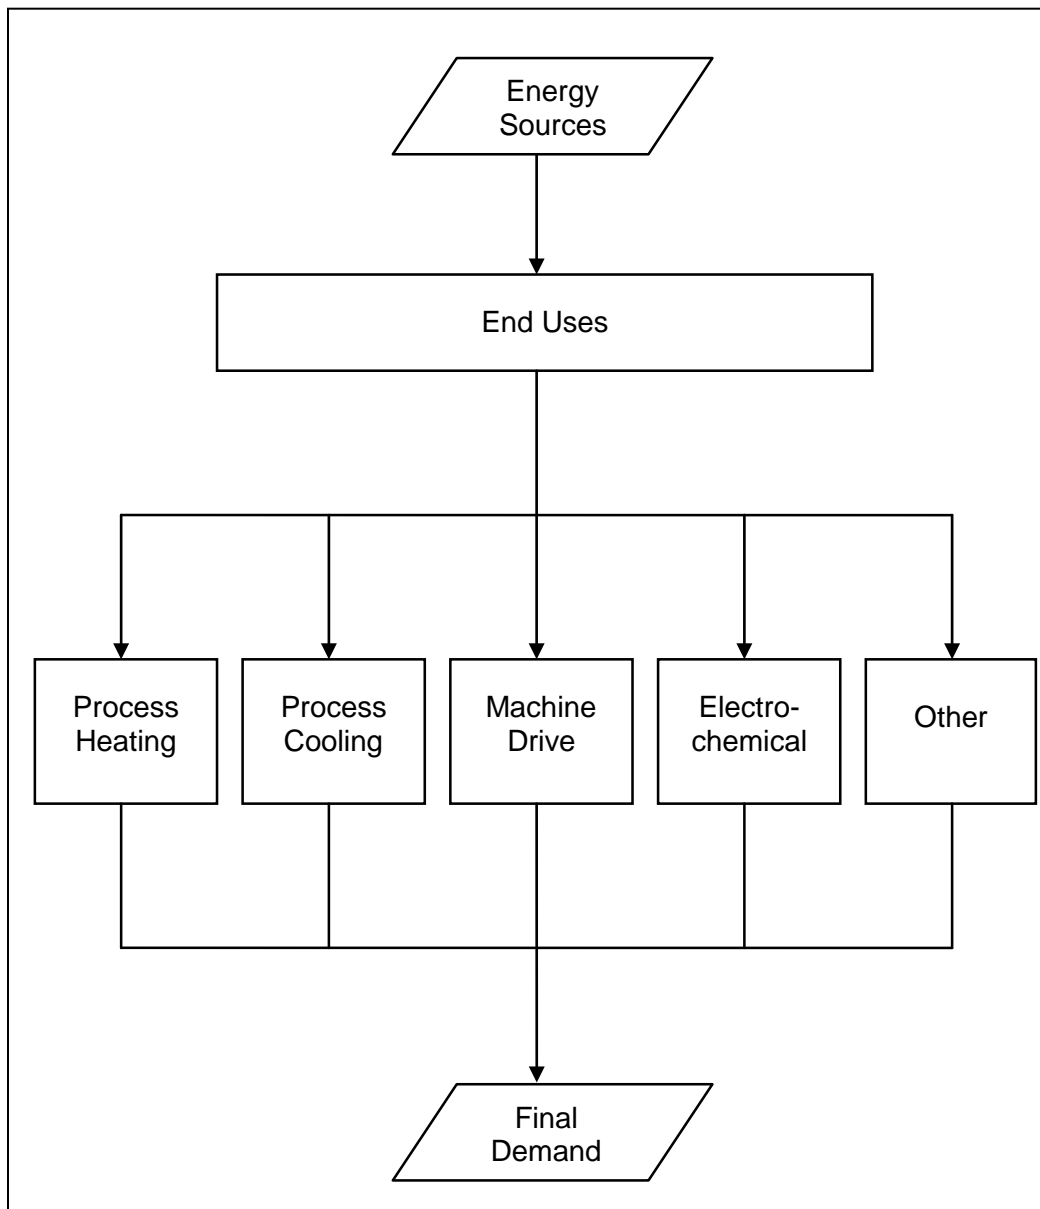 Energy
Sources
End Uses
Process
Heating
Process
Cooling
Machine
Drive
Electro-
chemical
Other
Final
Demand